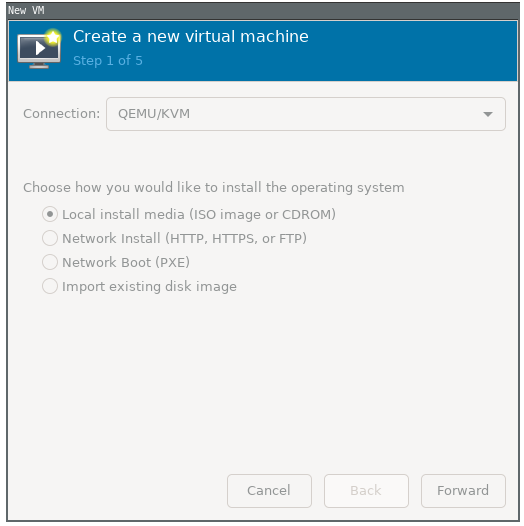 New VM
Create a new virtual machine
Step 1 of 5
Connection: QEMU/KVM
Choose how you would like to install the operating system
Local install media (ISO image or CDROM)
Network Install (HTTP, HTTPS, or FTP)
Network Boot (PXE)
Import existing disk image
Cancel Back Forward